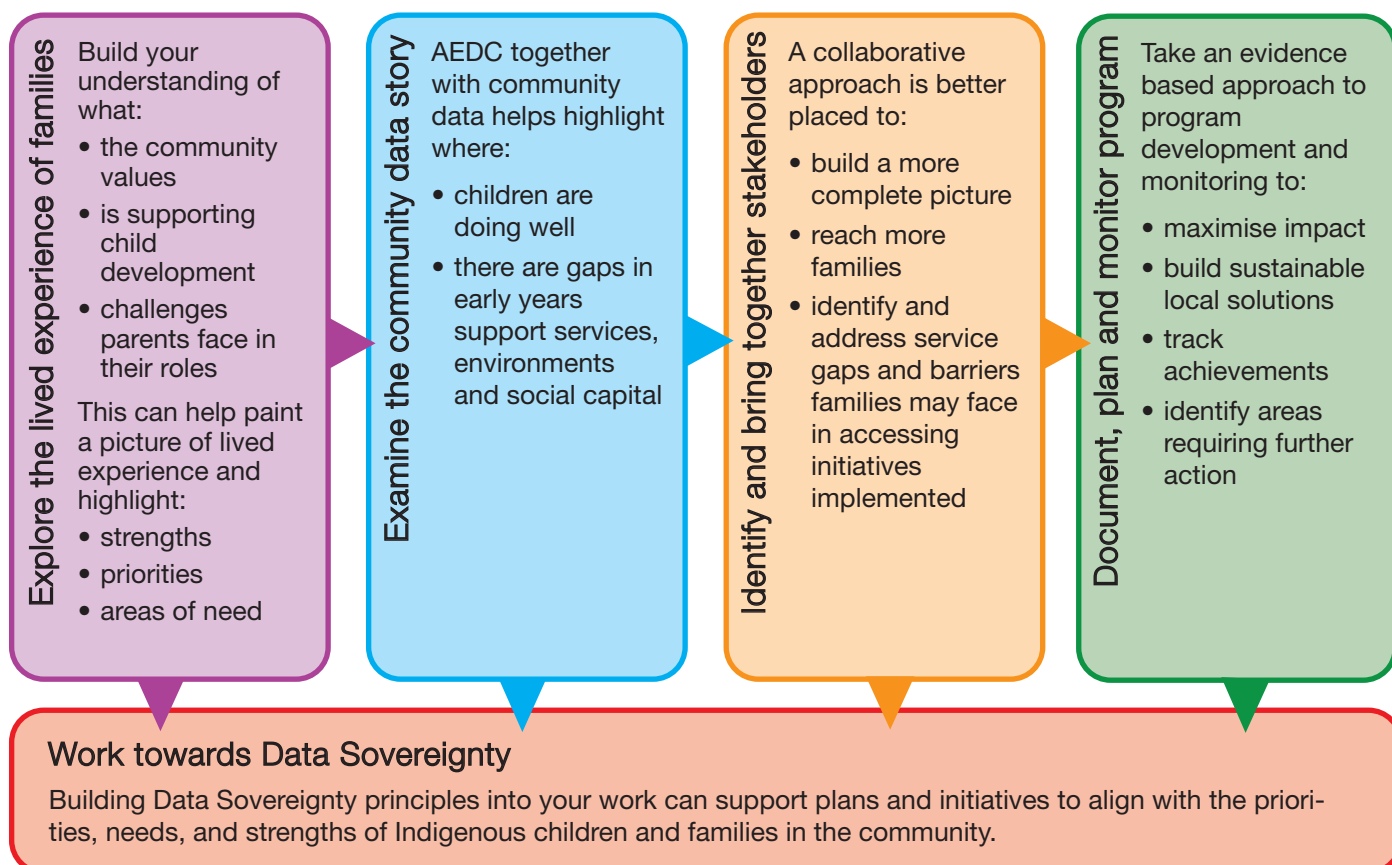 Explore the lived experience of families
Build your
understanding of
what:
• the community
values
• is supporting
child
development
• challenges
parents face in
their roles
This can help paint
a picture of lived
experience and
highlight:
• strengths
• priorities
• areas of need
Examine the community data story
AEDC together
with community
data helps highlight
where:
• children are
doing well
• there are gaps in
early years
support services,
environments
and social capital
Identify and bring together stakeholders
A collaborative
approach is better
placed to:
• build a more
complete picture
• reach more
families
• identify and
address service
gaps and barriers
families may face
in accessing
initiatives
implemented
Document, plan and monitor program
Take an evidence
based approach to
program
development and
monitoring to:
• maximise impact
• build sustainable
local solutions
• track
achievements
• identify areas
requiring further
action
Work towards Data Sovereignty
Building Data Sovereignty principles into your work can support plans and initiatives to align with the priori-
ties, needs, and strengths of Indigenous children and families in the community.